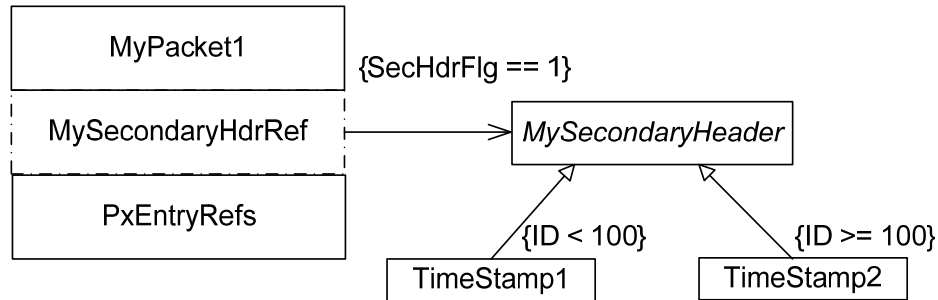 MyPacket1
{SecHdrFlg == 1}
MySecondaryHdrRef
MySecondaryHeader
PxEntryRefs
{ID < 100}
{ID >= 100}
TimeStamp1
TimeStamp2